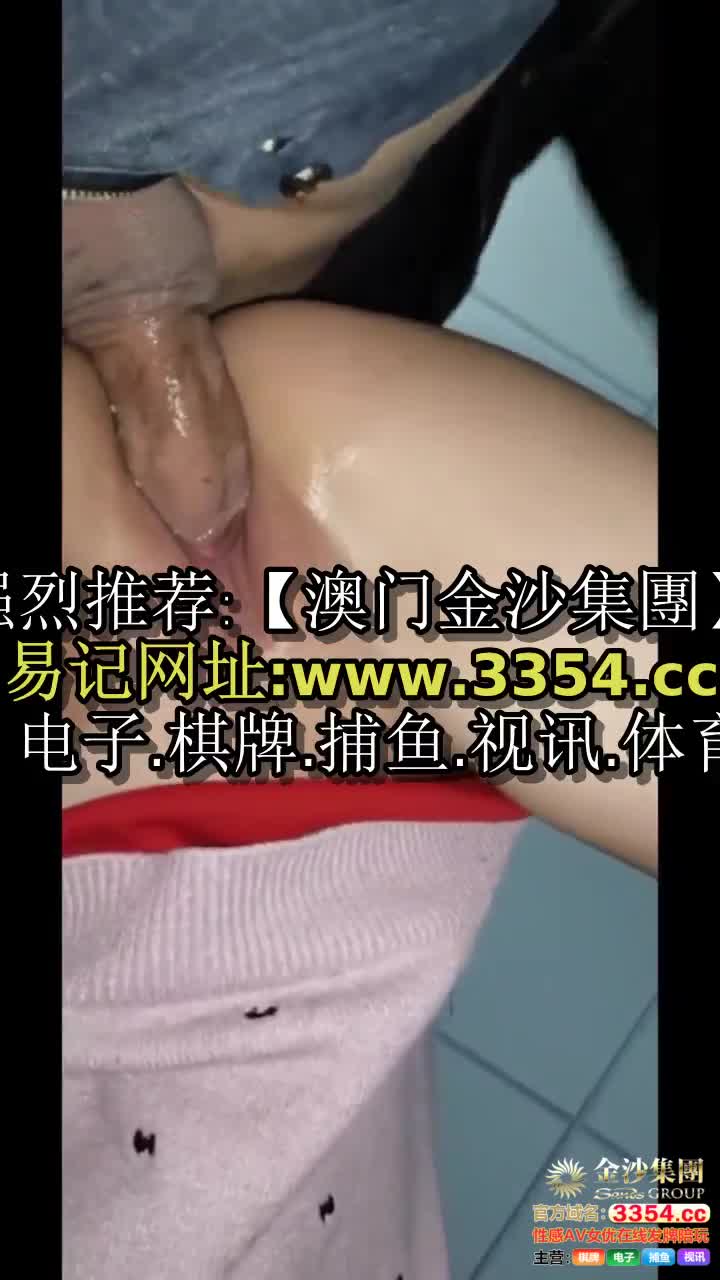 强烈推荐:【澳门金沙集團】
易记网址:www.3354.cc
电子.棋牌.捕鱼.视讯.体育
金沙集團
Sands GROUP
官方域名:3354.cc
性感AV女优在线发牌陪玩
主营:棋牌 电子 捕鱼 视讯